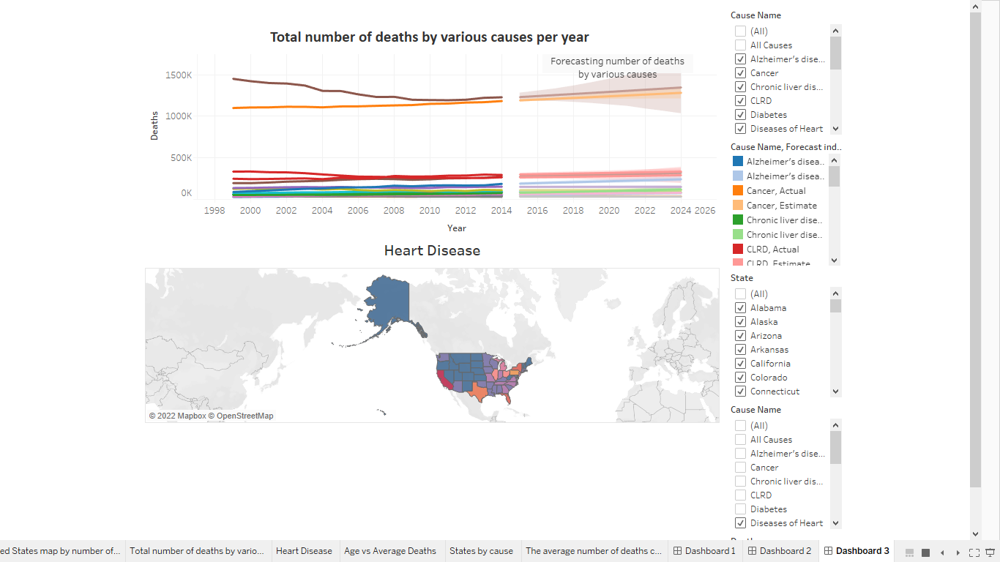 Total number of deaths by various causes per year
Forecasting number of deaths
by various causes
1500K
1000K
500K
0K
Deaths
1998 2000 2002 2004 2006 2008 2010 2012 2014 2016 2018 2020 2022 2024 2026
Year
Heart Disease
© 2022 Mapbox © OpenStreetMap
Cause Name
(All)
All Causes
Alzheimer's dise...
Cancer
Chronic liver dis...
CLRD
Diabetes
Diseases of Heart
Cause Name, Forecast ind..
Alzheimer's disea..
Alzheimer's disea..
Cancer, Actual
Cancer, Estimate
Chronic liver dise..
Chronic liver dise..
CLRD, Actual
CLRD, Estimate
State
(All)
Alabama
Alaska
Arizona
Arkansas
California
Colorado
Connecticut
Cause Name
(All)
All Causes
Alzheimer's dise...
Cancer
Chronic liver dis...
CLRD
Diabetes
Diseases of Heart
ed States map by number of...
Total number of deaths by vario...
Heart Disease
Age vs Average Deaths
States by cause
The average number of deaths c...
Dashboard 1
Dashboard 2
Dashboard 3